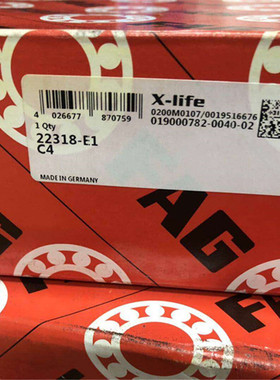 X-life
0200M0107/0019516676
019000782-0040-02
4 026677 870759
1 Qty
22318-E1
C4
MADE IN GERMANY
FAG